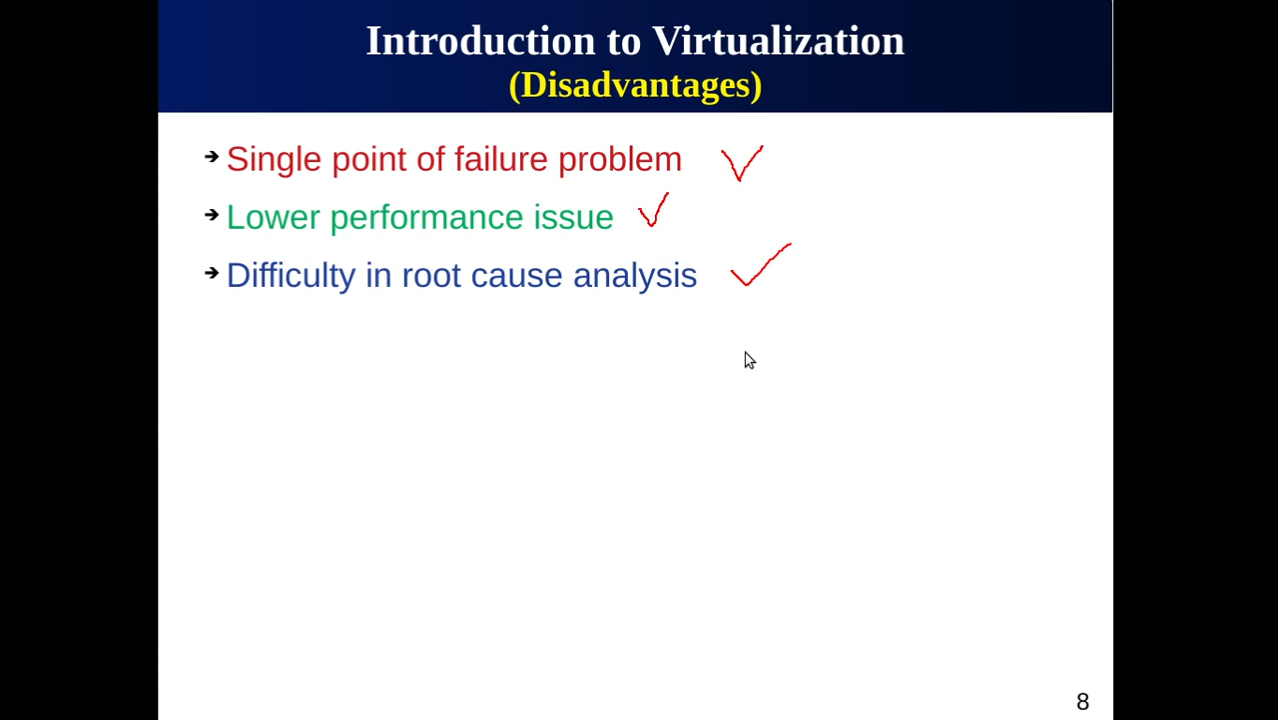 Introduction to Virtualization
(Disadvantages)
➔ Single point of failure problem
➔ Lower performance issue
➔ Difficulty in root cause analysis
8